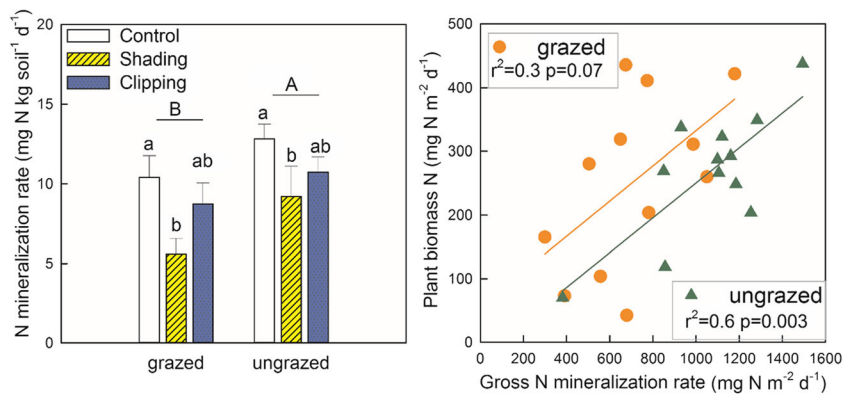 N mineralization rate (mg N kg soil⁻¹ d⁻¹)
20
15
10
5
0
Control
Shading
Clipping
B
A
a
b
ab
a
b
ab
grazed
ungrazed
Plant biomass N (mg N m⁻² d⁻¹)
500
400
300
200
100
0
grazed
r²=0.3 p=0.07
ungrazed
r²=0.6 p=0.003
0 200 400 600 800 1000 1200 1400 1600
Gross N mineralization rate (mg N m⁻² d⁻¹)